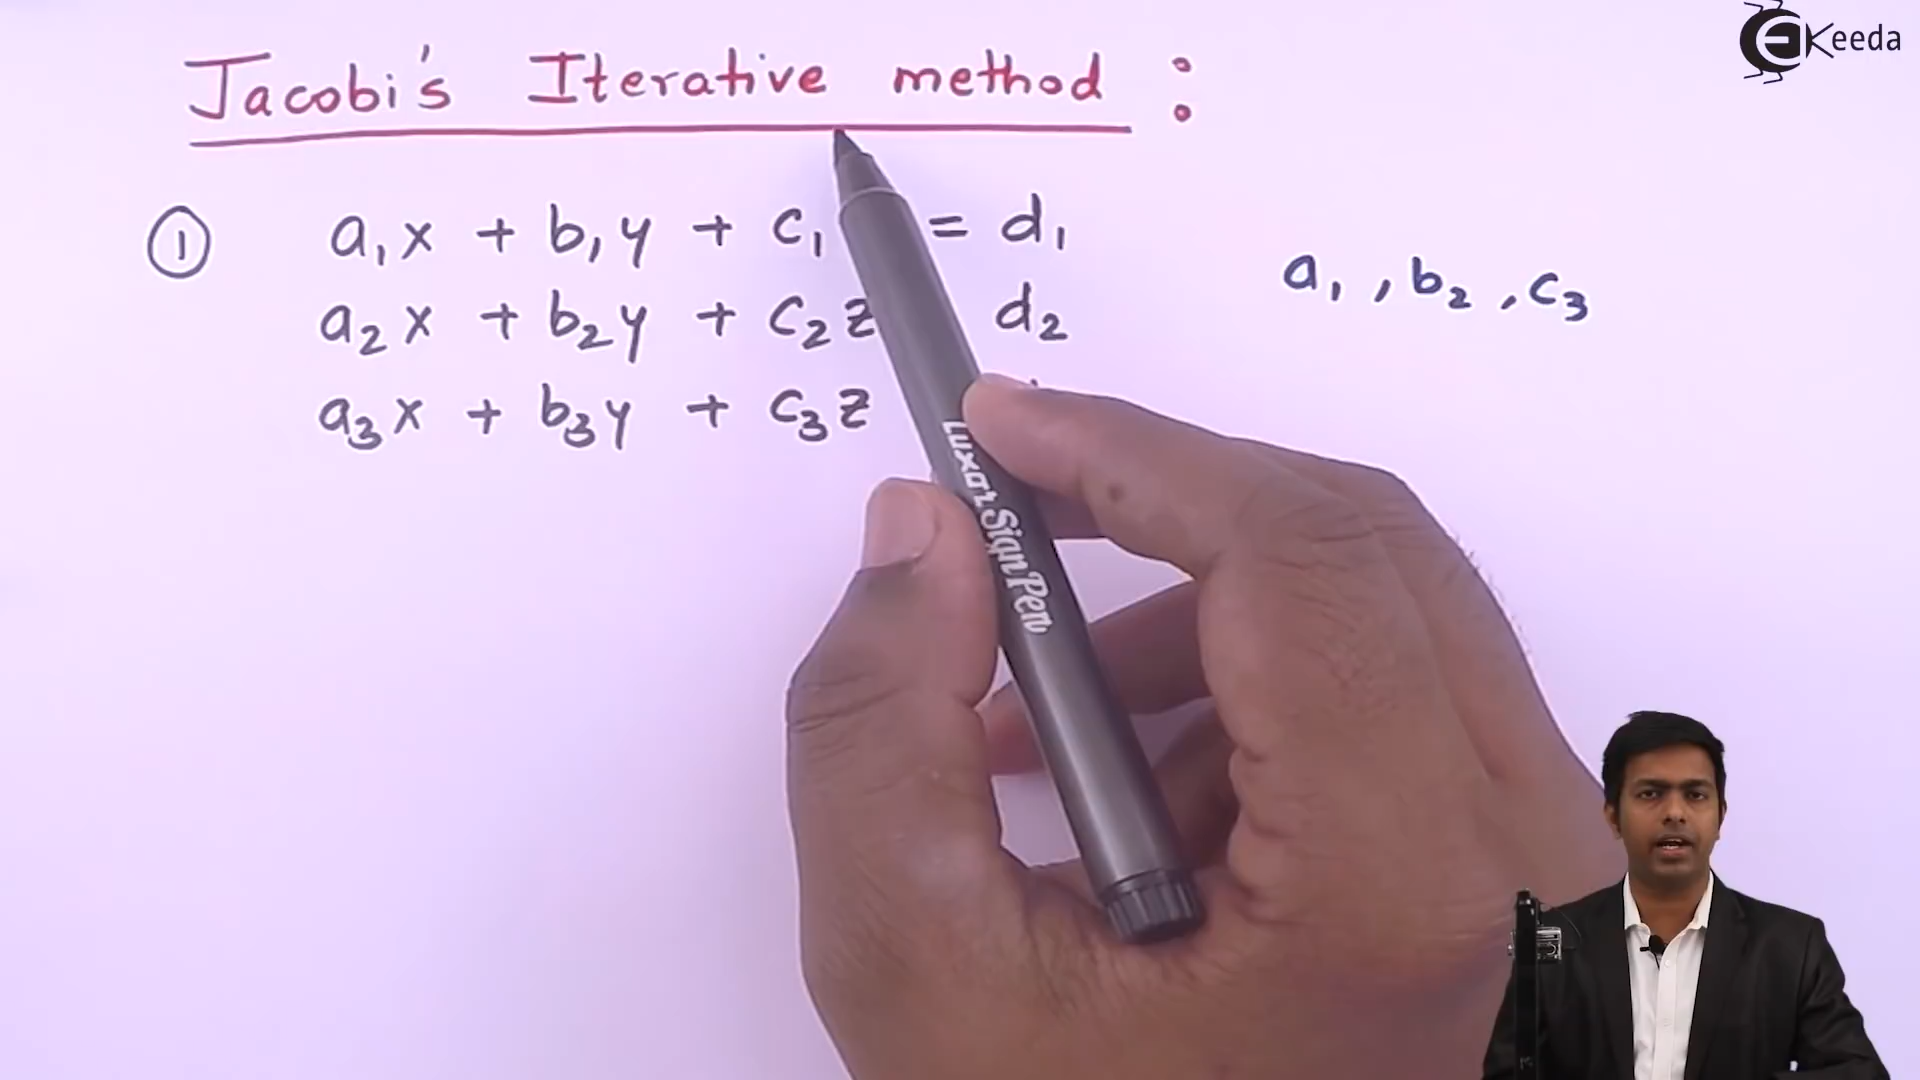 Jacobi's Iterative method :
EKeeda
① a₁x + b₁y + c₁ = d₁
a₁, b₂, c₃
a₂x + b₂y + c₂z d₂
a₃x + b₃y + c₃z
Luxor Sign Pen